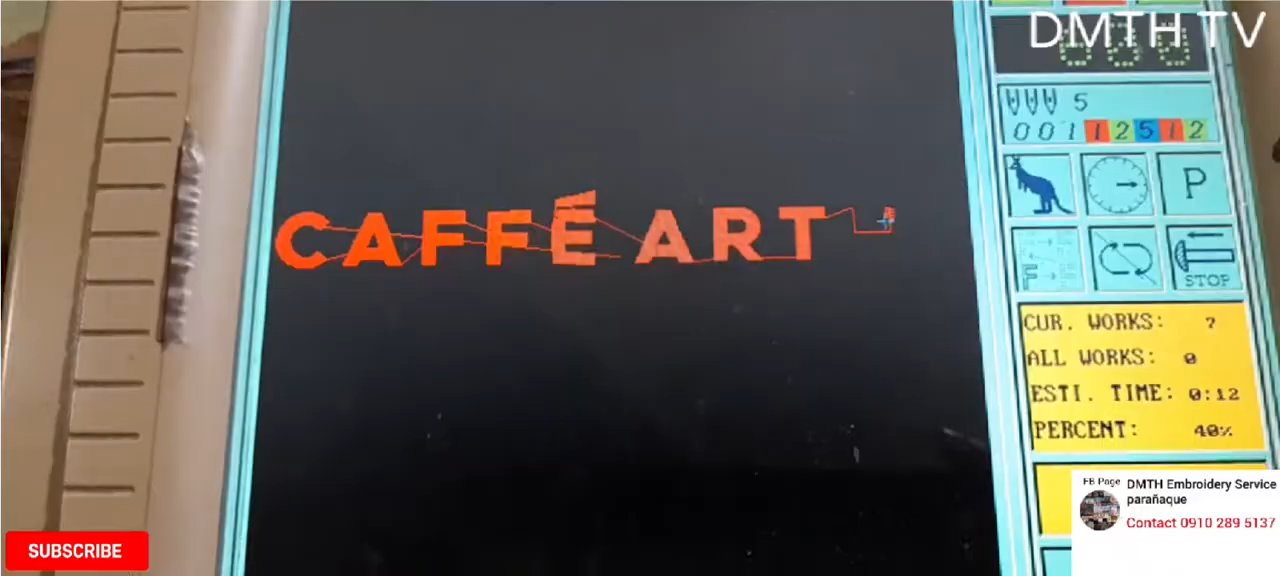 DMTH TV
000
5
001 1 2 5 1 2
P
CAFFÉ ART
F
STOP
CUR. WORKS: ?
ALL WORKS: 0
ESTI. TIME: 0:12
PERCENT: 40%
FB Page
DMTH Embroidery Service
parañaque
Contact 0910 289 5137
SUBSCRIBE